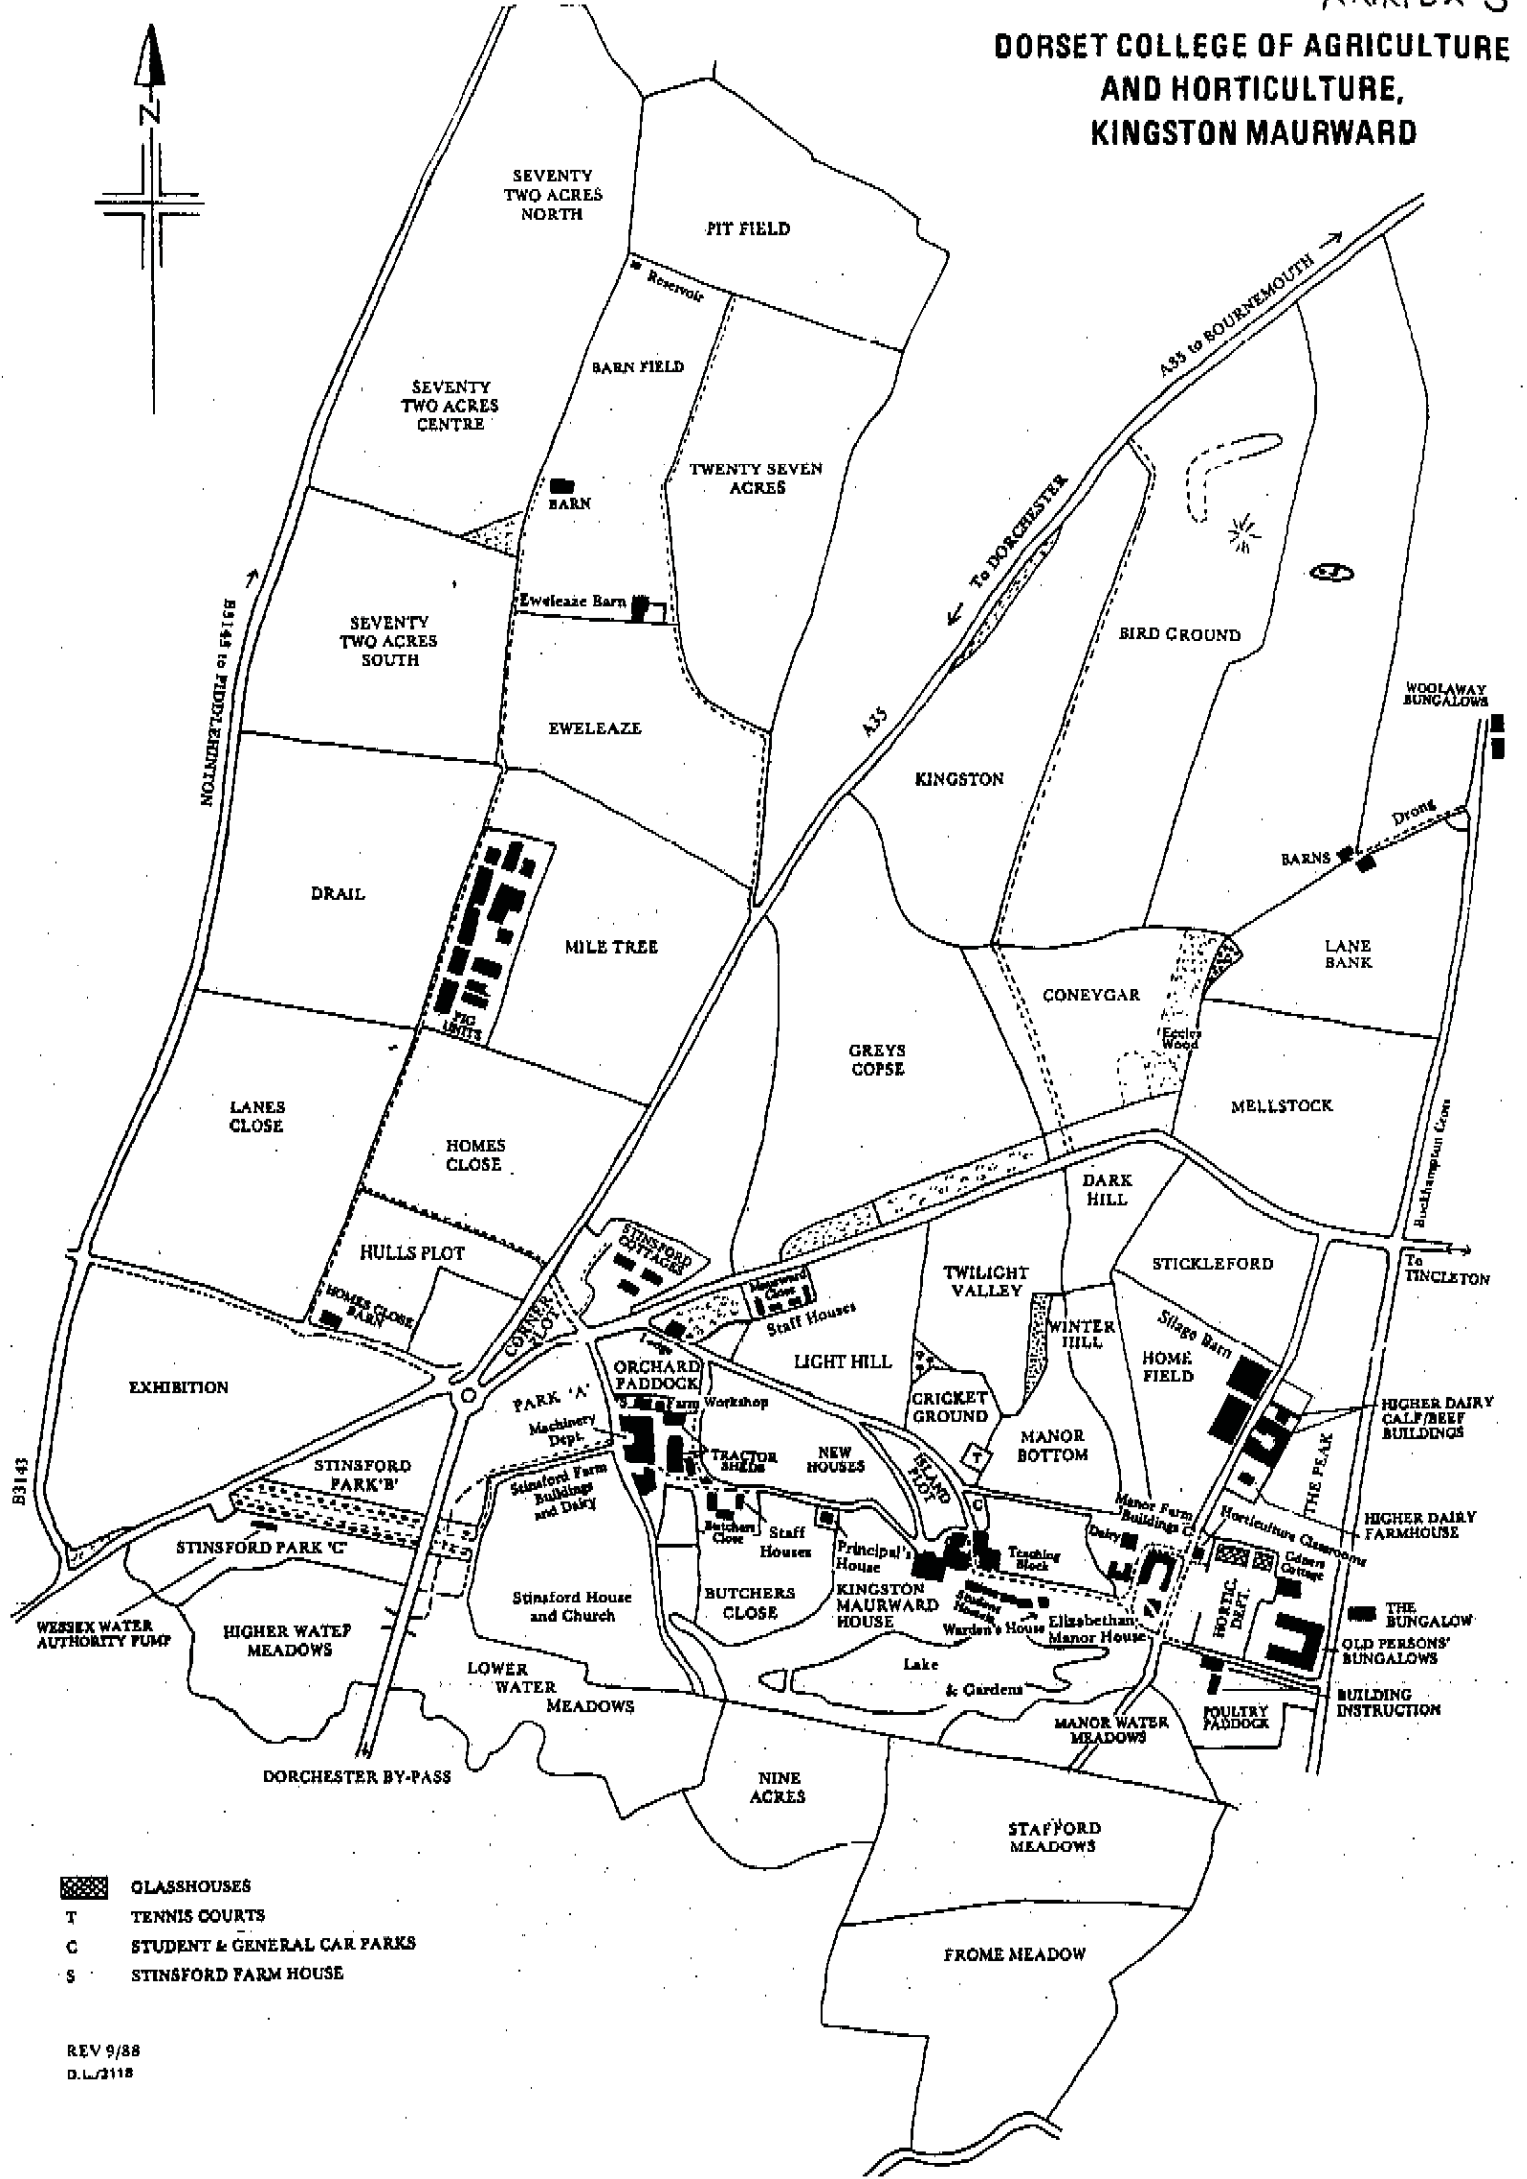 DORSET COLLEGE OF AGRICULTURE
AND HORTICULTURE,
KINGSTON MAURWARD
N
SEVENTY
TWO ACRES
NORTH
PIT FIELD
Reservoir
A35 to BOURNEMOUTH
BARN FIELD
SEVENTY
TWO ACRES
CENTRE
TWENTY SEVEN
ACRES
BARN
To DORCHESTER
Eweleaze Barn
SEVENTY
TWO ACRES
SOUTH
BIRD GROUND
B3143 to PIDDLEHINTON
WOOLAWAY
BUNGALOWS
EWELEAZE
A35
KINGSTON
Drong
BARNS
DRAIL
MILE TREE
LANE
BANK
CONEYGAR
PIG
UNITS
Eccles
Wood
GREYS
COPSE
LANES
CLOSE
MELLSTOCK
HOMES
CLOSE
Bockhampton Cross
DARK
HILL
STINSFORD
COTTAGES
HULLS PLOT
STICKLEFORD
To
TINCLETON
TWILIGHT
VALLEY
Maurward
Close
Staff Houses
HOMES CLOSE
BARN
CORNER
PLOT
Lodge
WINTER
HILL
Silage Barn
LIGHT HILL
HOME
FIELD
ORCHARD
PADDOCK
EXHIBITION
PARK 'A'
CRICKET
GROUND
S
Farm Workshop
HIGHER DAIRY
CALF/BEEF
BUILDINGS
Machinery
Dept.
MANOR
BOTTOM
TRACTOR
SHEDS
NEW
HOUSES
ISLAND
PLOT
T
THE PEAK
STINSFORD
PARK 'B'
B3143
Stinsford Farm
Buildings
and Dairy
C
Manor Farm
Buildings C
Horticulture Classrooms
HIGHER DAIRY
FARMHOUSE
Butchers
Close
Staff
Houses
Dairy
STINSFORD PARK 'C'
Principal's
House
Teaching
Block
Cottage
Stinsford House
and Church
BUTCHERS
CLOSE
KINGSTON
MAURWARD
HOUSE
Student
Hostels
Warden's House
Elizabethan
Manor House
HORTIC.
DEPT.
THE
BUNGALOW
WESSEX WATER
AUTHORITY PUMP
HIGHER WATER
MEADOWS
OLD PERSONS'
BUNGALOWS
Lake
& Gardens
LOWER
WATER
MEADOWS
BUILDING
INSTRUCTION
POULTRY
PADDOCK
MANOR WATER
MEADOWS
DORCHESTER BY-PASS
NINE
ACRES
STAFFORD
MEADOWS
FROME MEADOW
GLASSHOUSES
T TENNIS COURTS
C STUDENT & GENERAL CAR PARKS
S STINSFORD FARM HOUSE
REV 9/88
D.L./2118